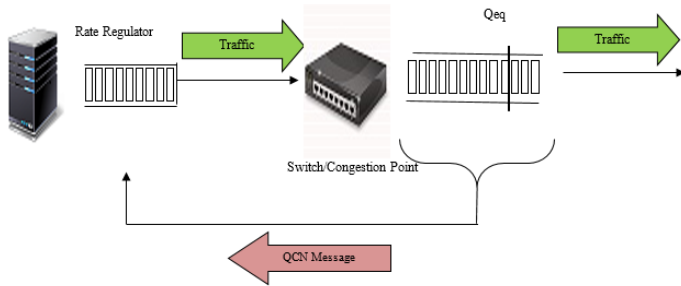 Qeq
Rate Regulator
Traffic
Traffic
Switch/Congestion Point
QCN Message